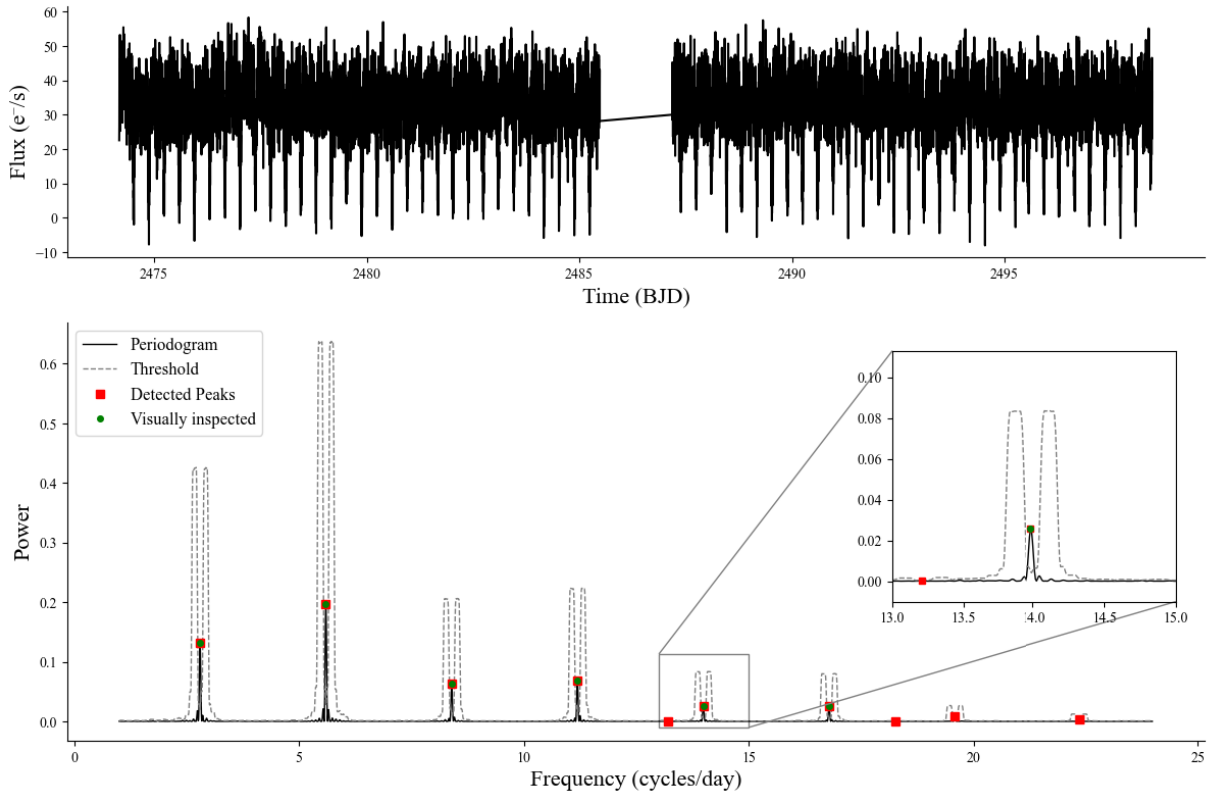 60
50
40
30
20
10
0
−10
Flux (e⁻/s)
2475 2480 2485 2490 2495
Time (BJD)
Periodogram
Threshold
Detected Peaks
Visually inspected
0.6
0.5
0.4
0.3
0.2
0.1
0.0
Power
0.10
0.08
0.06
0.04
0.02
0.00
13.0 13.5 14.0 14.5 15.0
0 5 10 15 20 25
Frequency (cycles/day)